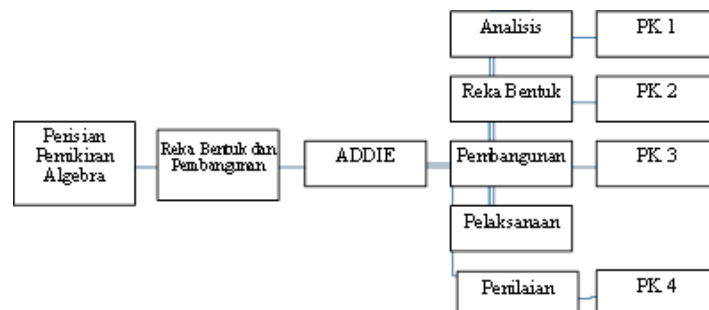 Analisis
PK 1
Reka Bentuk
PK 2
Perisian
Pemikiran
Algebra
Reka Bentuk dan
Pembangunan
ADDIE
Pembangunan
PK 3
Pelaksanaan
Penilaian
PK 4